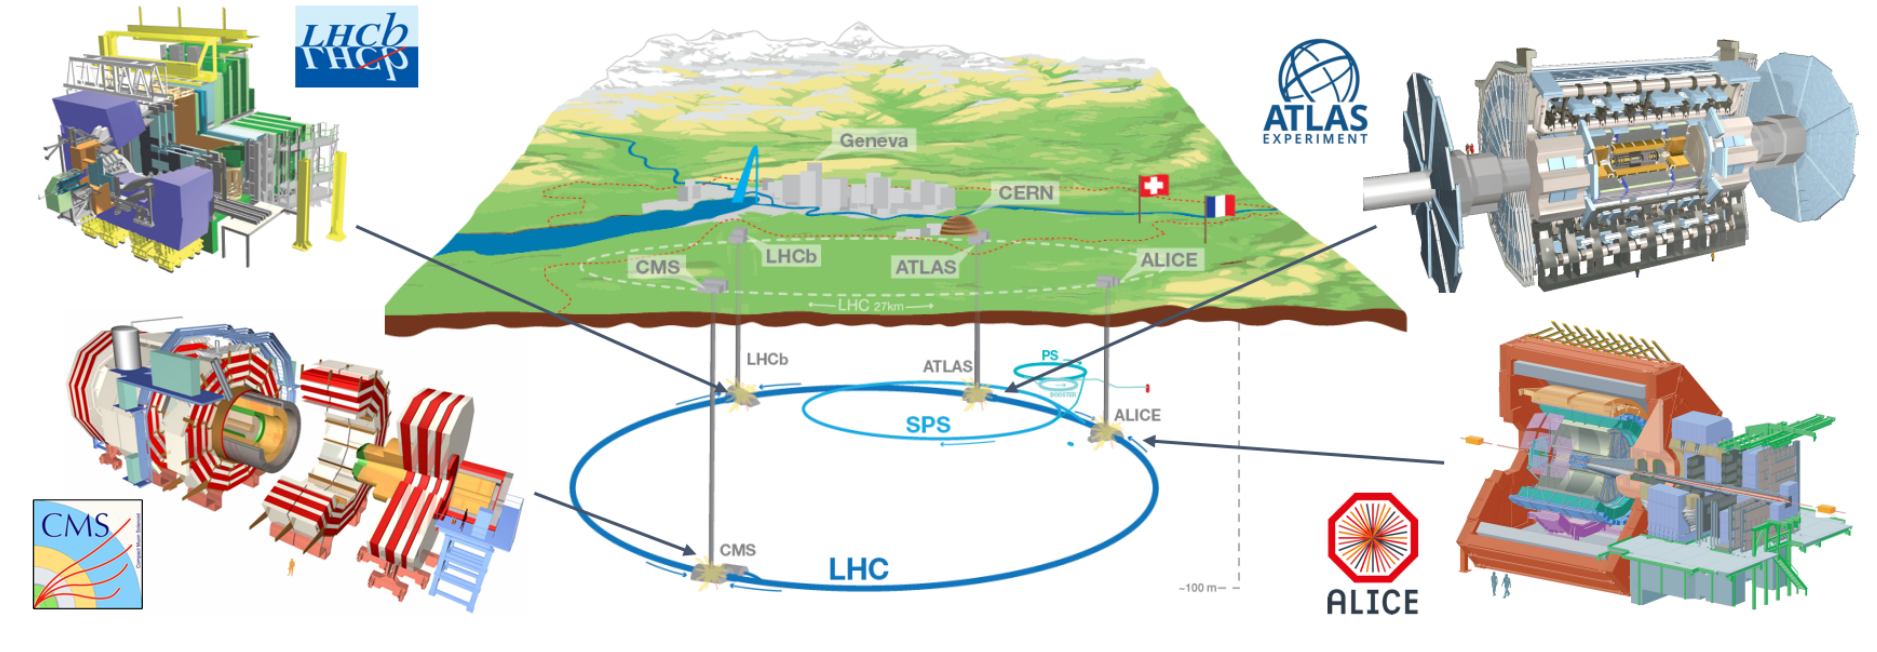 LHCb
LHCb
ATLAS
EXPERIMENT
Geneva
CERN
LHCb
CMS
ATLAS
ALICE
LHC 27km
LHCb
ATLAS
PS
BOOSTER
ALICE
SPS
CMS
LHC
~100 m
CMS
Compact Muon Solenoid
ALICE